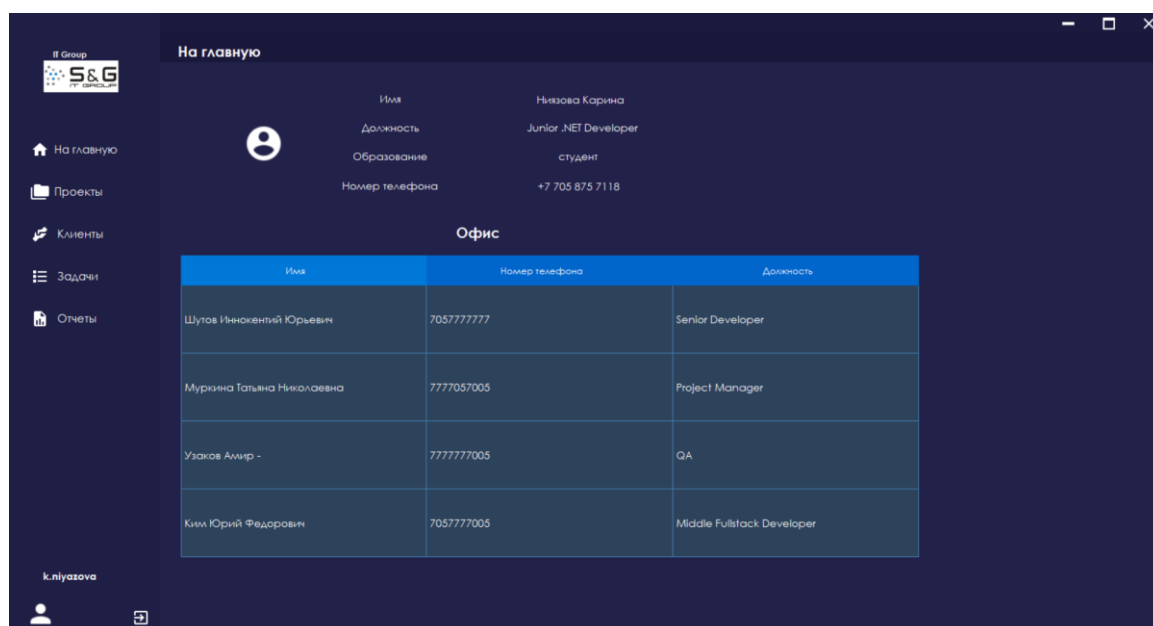 IT Group
S&G
IT GROUP
На главную
Проекты
Клиенты
Задачи
Отчеты
k.niyazova
На главную
Имя Ниязова Карина
Должность Junior .NET Developer
Образование студент
Номер телефона +7 705 875 7118
Офис
Имя Номер телефона Должность
Шутов Иннокентий Юрьевич 7057777777 Senior Developer
Муркина Татьяна Николаевна 7777057005 Project Manager
Узаков Амир - 7777777005 QA
Ким Юрий Федорович 7057777005 Middle Fullstack Developer